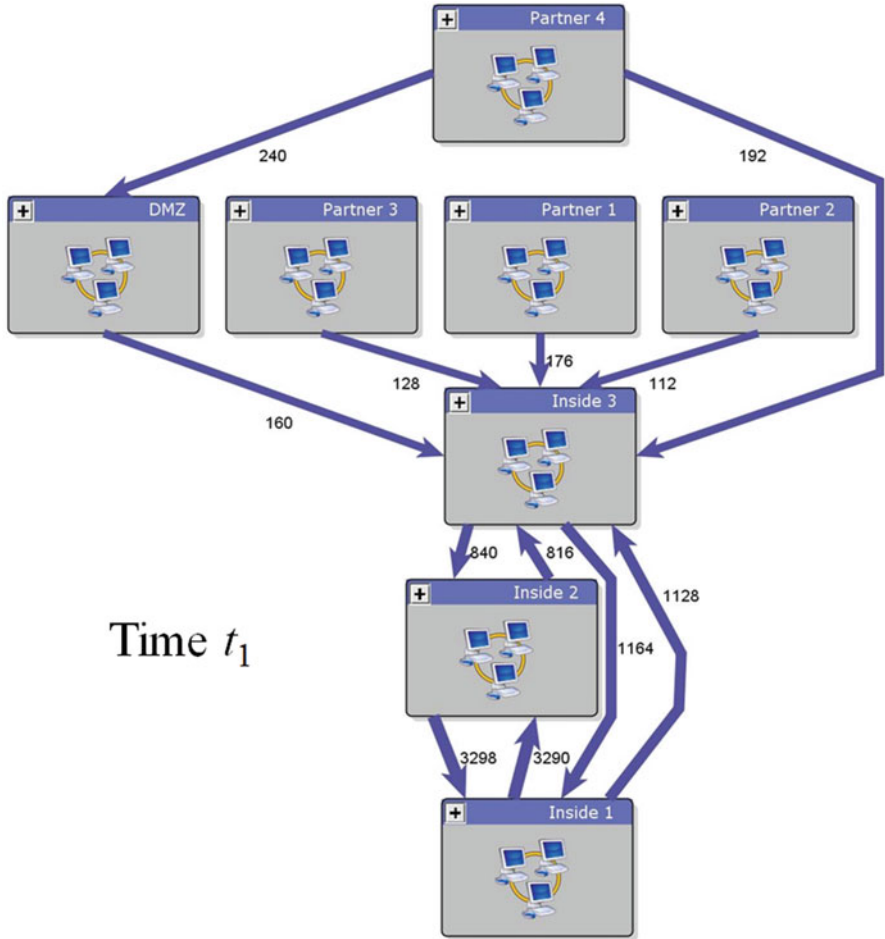 Partner 4
240
192
DMZ
Partner 3
Partner 1
Partner 2
128
176
112
160
Inside 3
840
816
1128
Inside 2
Time t1
1164
3298
3290
Inside 1